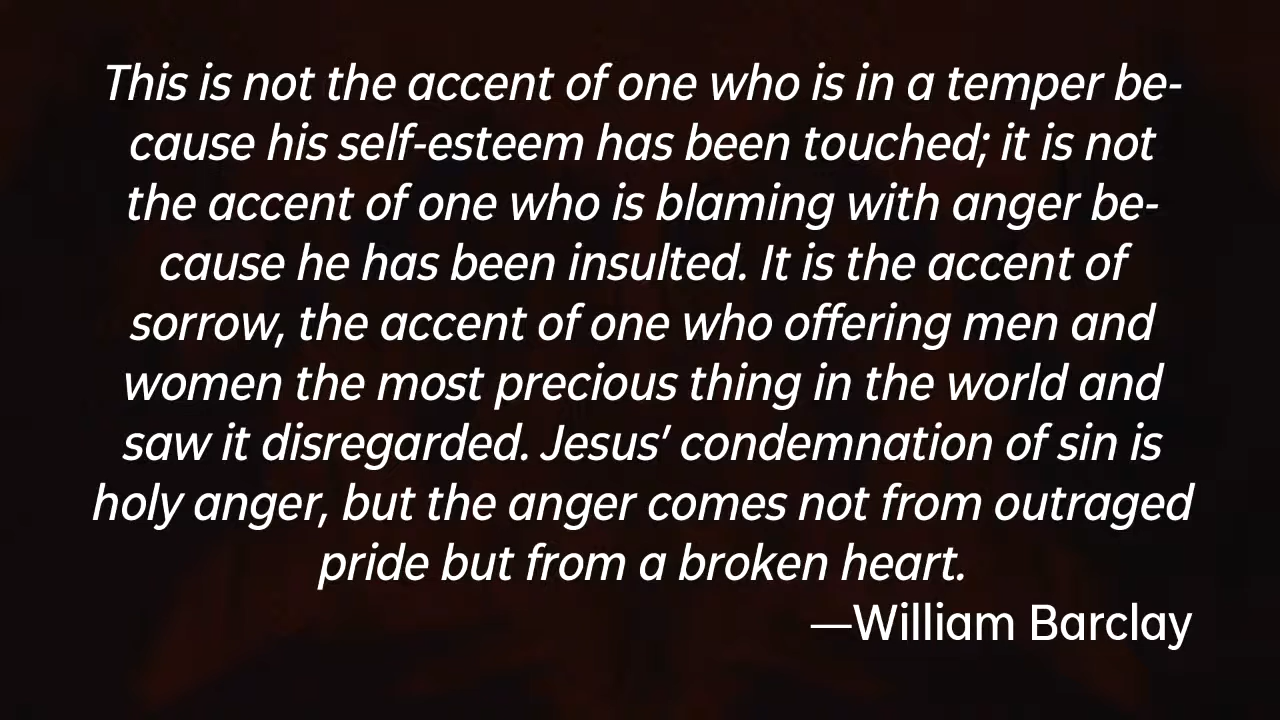 This is not the accent of one who is in a temper be-
cause his self-esteem has been touched; it is not
the accent of one who is blaming with anger be-
cause he has been insulted. It is the accent of
sorrow, the accent of one who offering men and
women the most precious thing in the world and
saw it disregarded. Jesus’ condemnation of sin is
holy anger, but the anger comes not from outraged
pride but from a broken heart.
—William Barclay